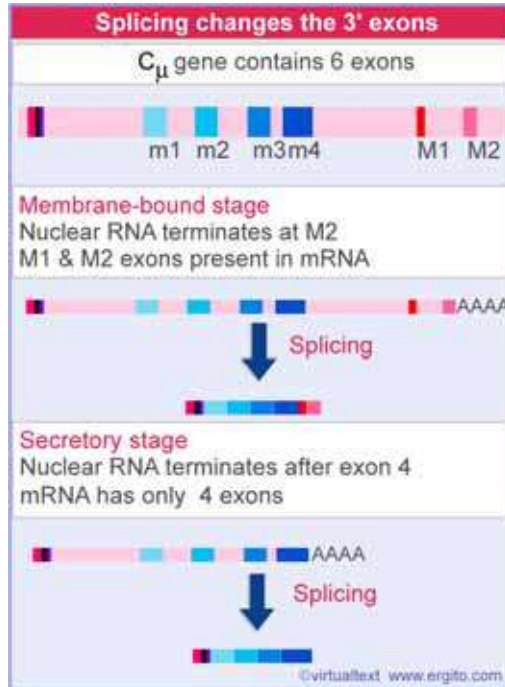 Splicing changes the 3' exons
Cμ gene contains 6 exons
m1 m2 m3 m4 M1 M2
Membrane-bound stage
Nuclear RNA terminates at M2
M1 & M2 exons present in mRNA
AAAA
Splicing
Secretory stage
Nuclear RNA terminates after exon 4
mRNA has only 4 exons
AAAA
Splicing
©virtualtext www.ergito.com